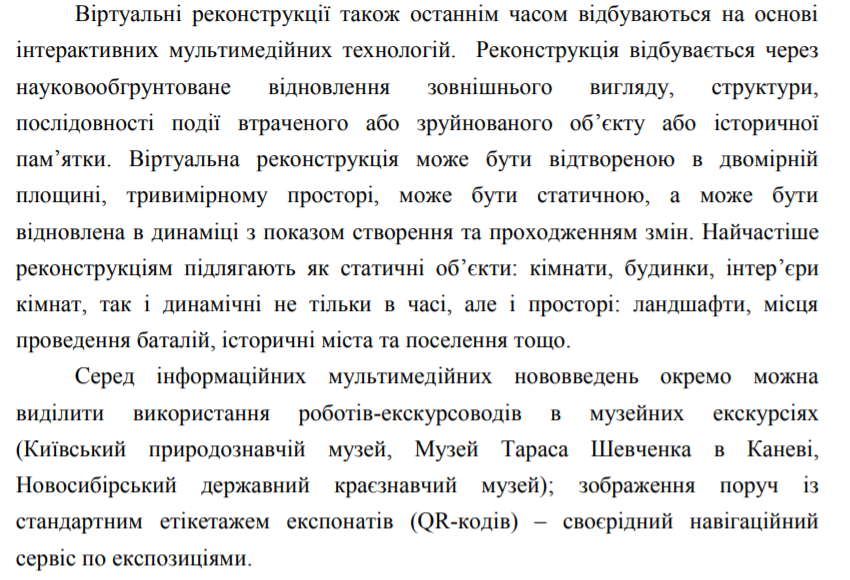 Віртуальні реконструкції також останнім часом відбуваються на основі
інтерактивних мультимедійних технологій. Реконструкція відбувається через
науковообгрунтоване відновлення зовнішнього вигляду, структури,
послідовності події втраченого або зруйнованого об’єкту або історичної
пам’ятки. Віртуальна реконструкція може бути відтвореною в двомірній
площині, тривимірному просторі, може бути статичною, а може бути
відновлена в динаміці з показом створення та проходженням змін. Найчастіше
реконструкціям підлягають як статичні об’єкти: кімнати, будинки, інтер’єри
кімнат, так і динамічні не тільки в часі, але і просторі: ландшафти, місця
проведення баталій, історичні міста та поселення тощо.
Серед інформаційних мультимедійних нововведень окремо можна
виділити використання роботів-екскурсоводів в музейних екскурсіях
(Київський природознавчій музей, Музей Тараса Шевченка в Каневі,
Новосибірський державний краєзнавчий музей); зображення поруч із
стандартним етікетажем експонатів (QR-кодів) – своєрідний навігаційний
сервіс по експозиціями.